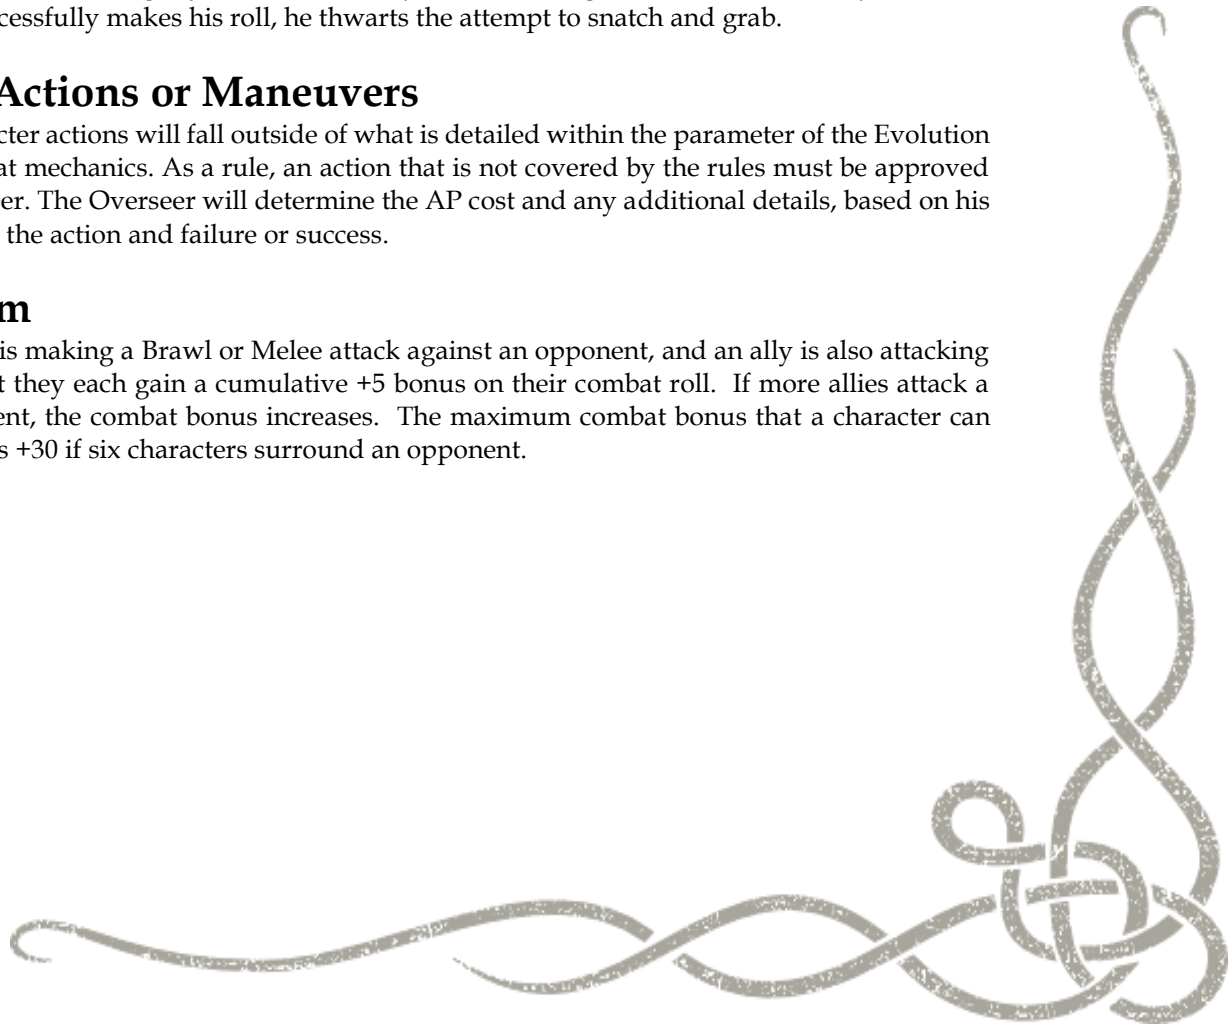 cessfully makes his roll, he thwarts the attempt to snatch and grab.
Actions or Maneuvers
cter actions will fall outside of what is detailed within the parameter of the Evolution
at mechanics. As a rule, an action that is not covered by the rules must be approved
er. The Overseer will determine the AP cost and any additional details, based on his
the action and failure or success.
m
is making a Brawl or Melee attack against an opponent, and an ally is also attacking
t they each gain a cumulative +5 bonus on their combat roll. If more allies attack a
ent, the combat bonus increases. The maximum combat bonus that a character can
s +30 if six characters surround an opponent.